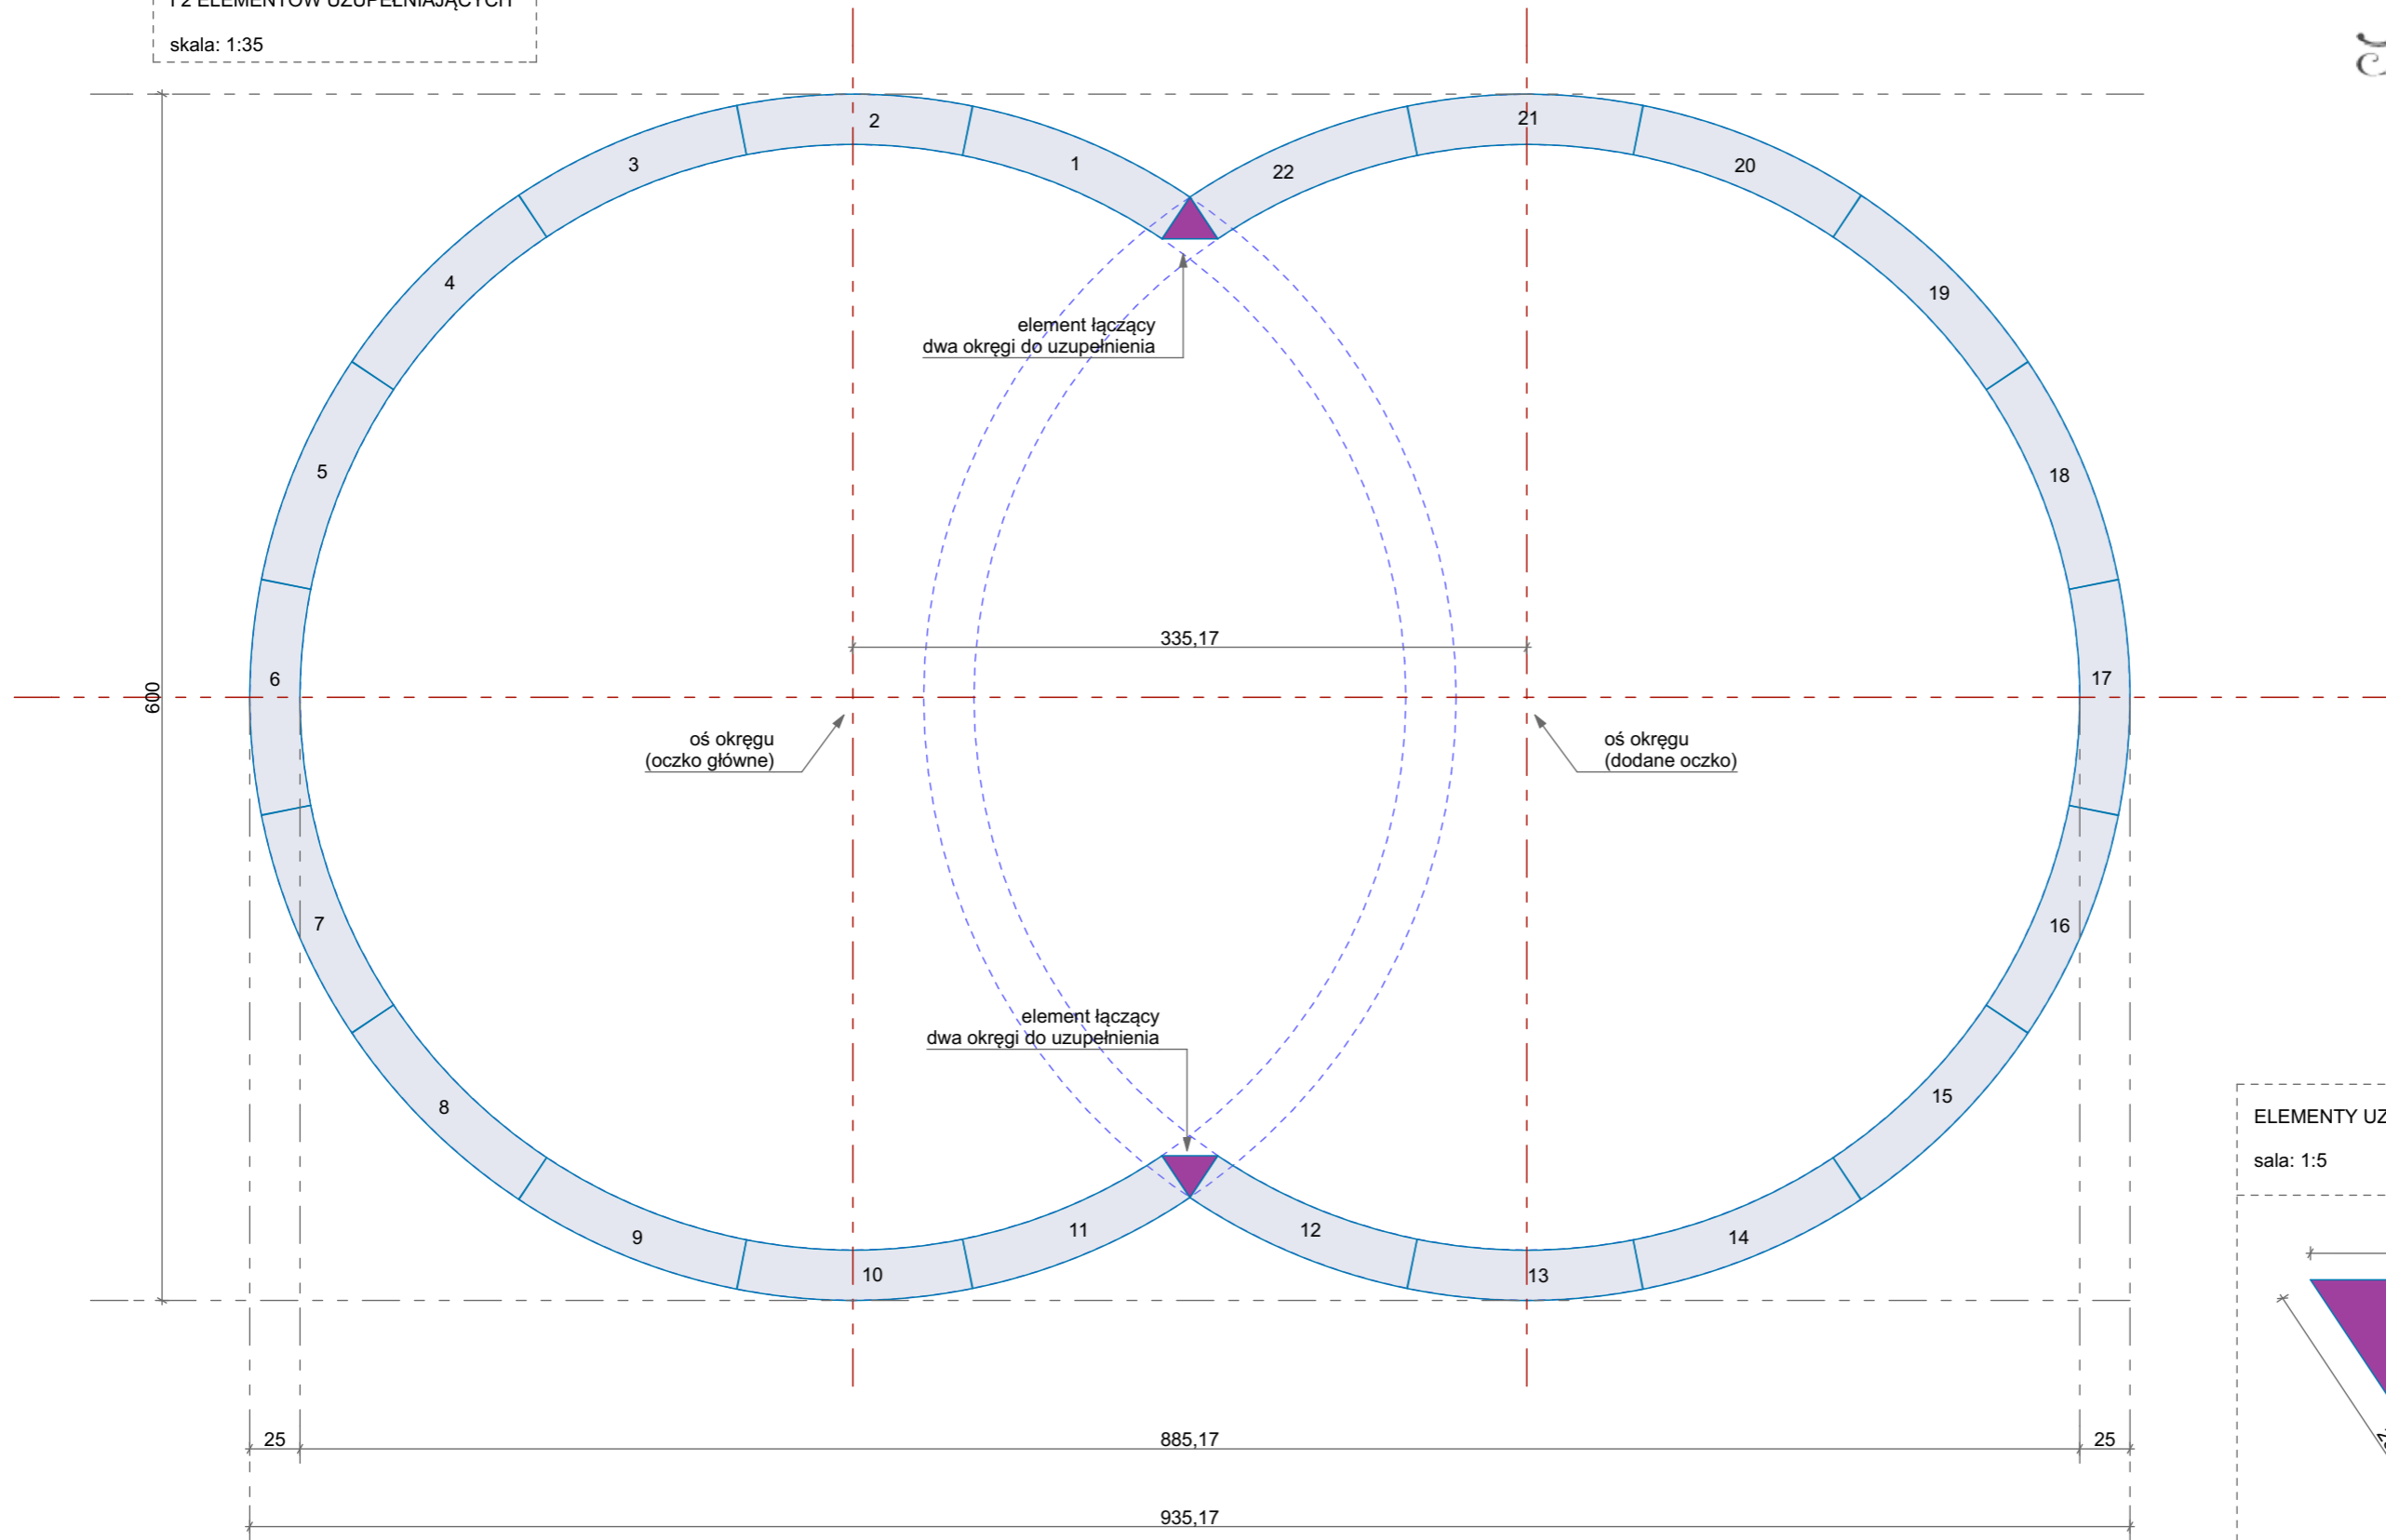 I 2 ELEMENTÓW UZUPEŁNIAJĄCYCH
skala: 1:35
2
21
3
1
22
20
4
19
element łączący
dwa okręgi do uzupełnienia
5
18
335,17
600
6
17
oś okręgu
(oczko główne)
oś okręgu
(dodane oczko)
7
16
element łączący
dwa okręgi do uzupełnienia
8
15
ELEMENTY UZ
sala: 1:5
9
11
12
14
10
13
25
885,17
25
935,17